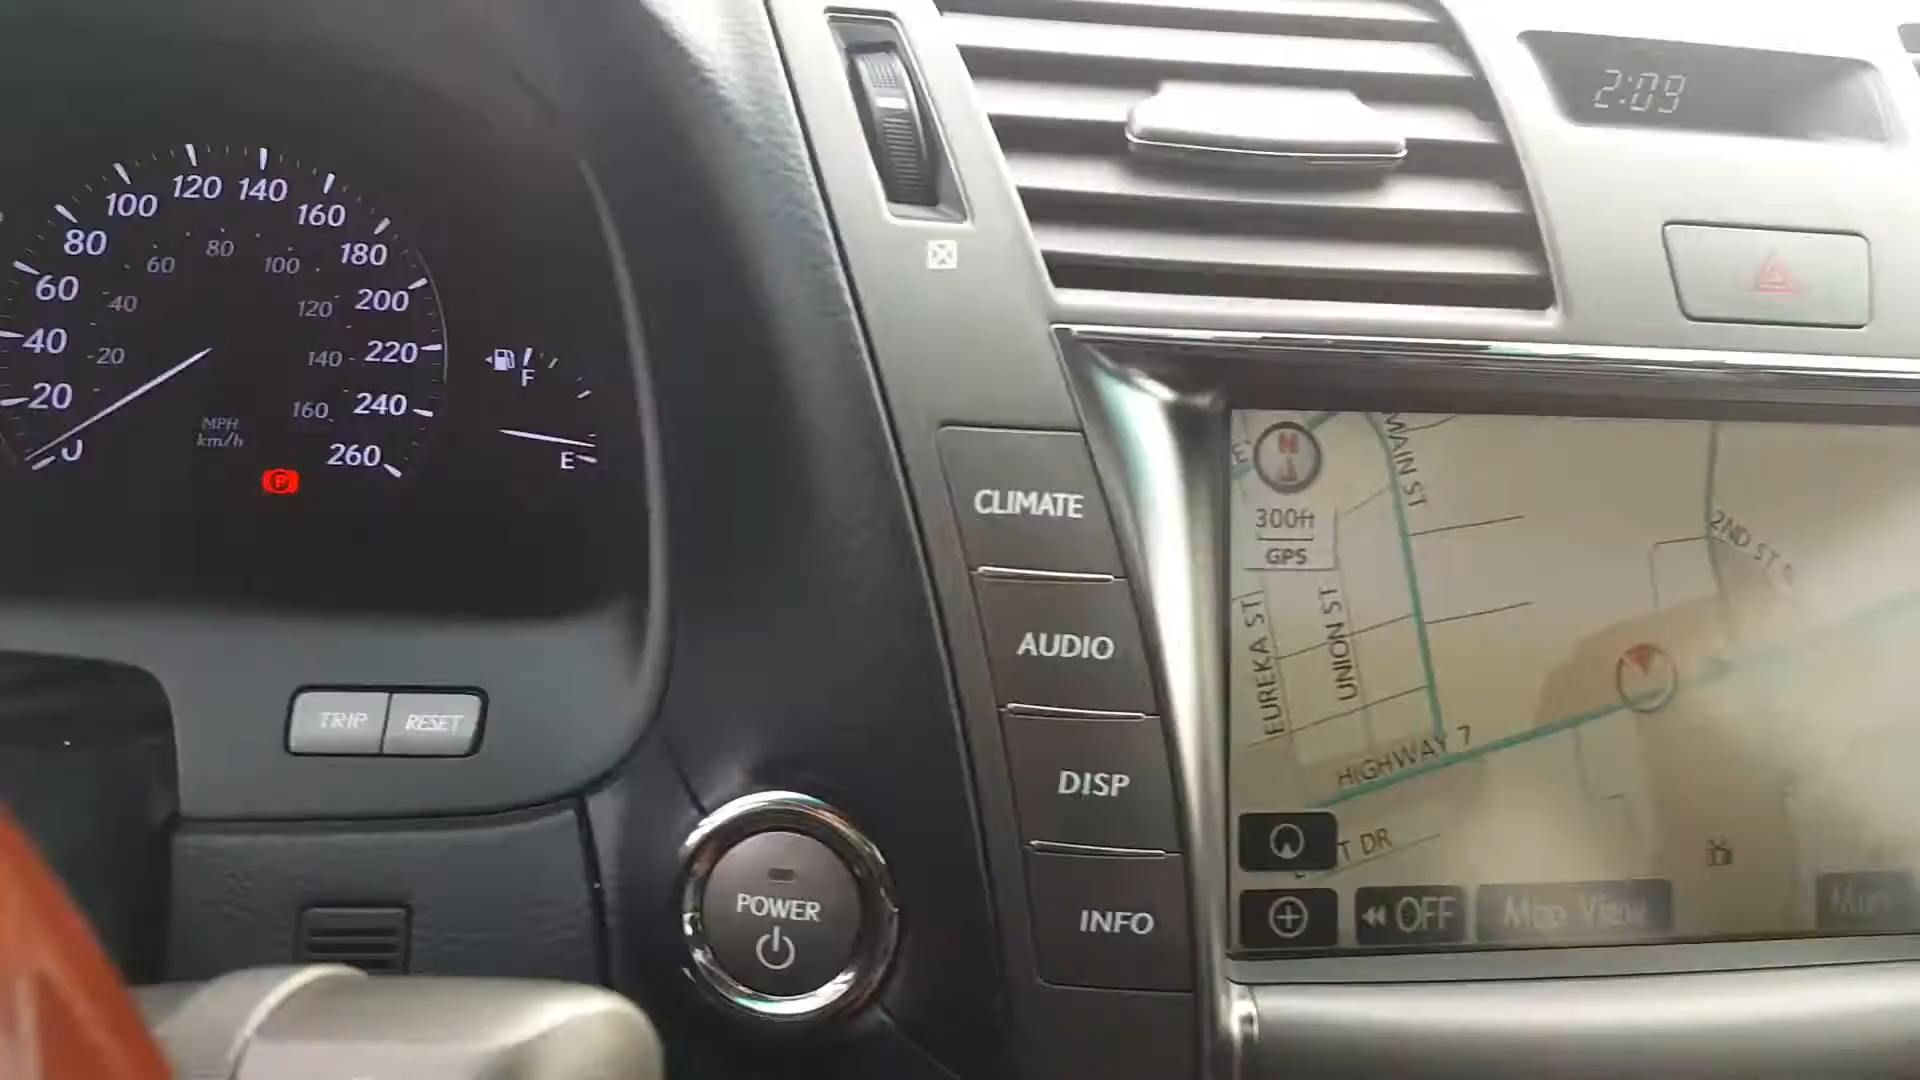 2:09
120 140
100 160
80 180
60 200
40 220
20 240
260
80
60 100
40 120
20 140
160
MPH
km/h
F
E
P
TRIP RESET
POWER
CLIMATE
AUDIO
DISP
INFO
N
300ft
GPS
MAIN ST
2ND ST S
EUREKA ST
UNION ST
HIGHWAY 7
T DR
OFF
Map View